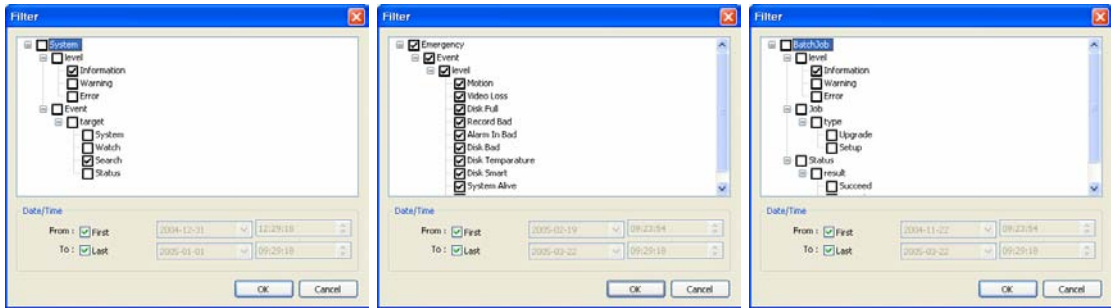 Filter
System
level
Information
Warning
Error
Event
target
System
Watch
Search
Status
Date/Time
From : First 2004-12-31 12:29:18
To : Last 2005-01-01 09:29:18
OK Cancel
Filter
Emergency
Event
level
Motion
Video Loss
Disk Full
Record Bad
Alarm In Bad
Disk Bad
Disk Temparature
Disk Smart
System Alive
Date/Time
From : First 2005-02-19 09:23:54
To : Last 2005-03-22 09:29:18
OK Cancel
Filter
BatchJob
level
Information
Warning
Error
Job
type
Upgrade
Setup
Status
result
Succeed
Date/Time
From : First 2004-11-22 09:23:54
To : Last 2005-03-22 09:29:18
OK Cancel